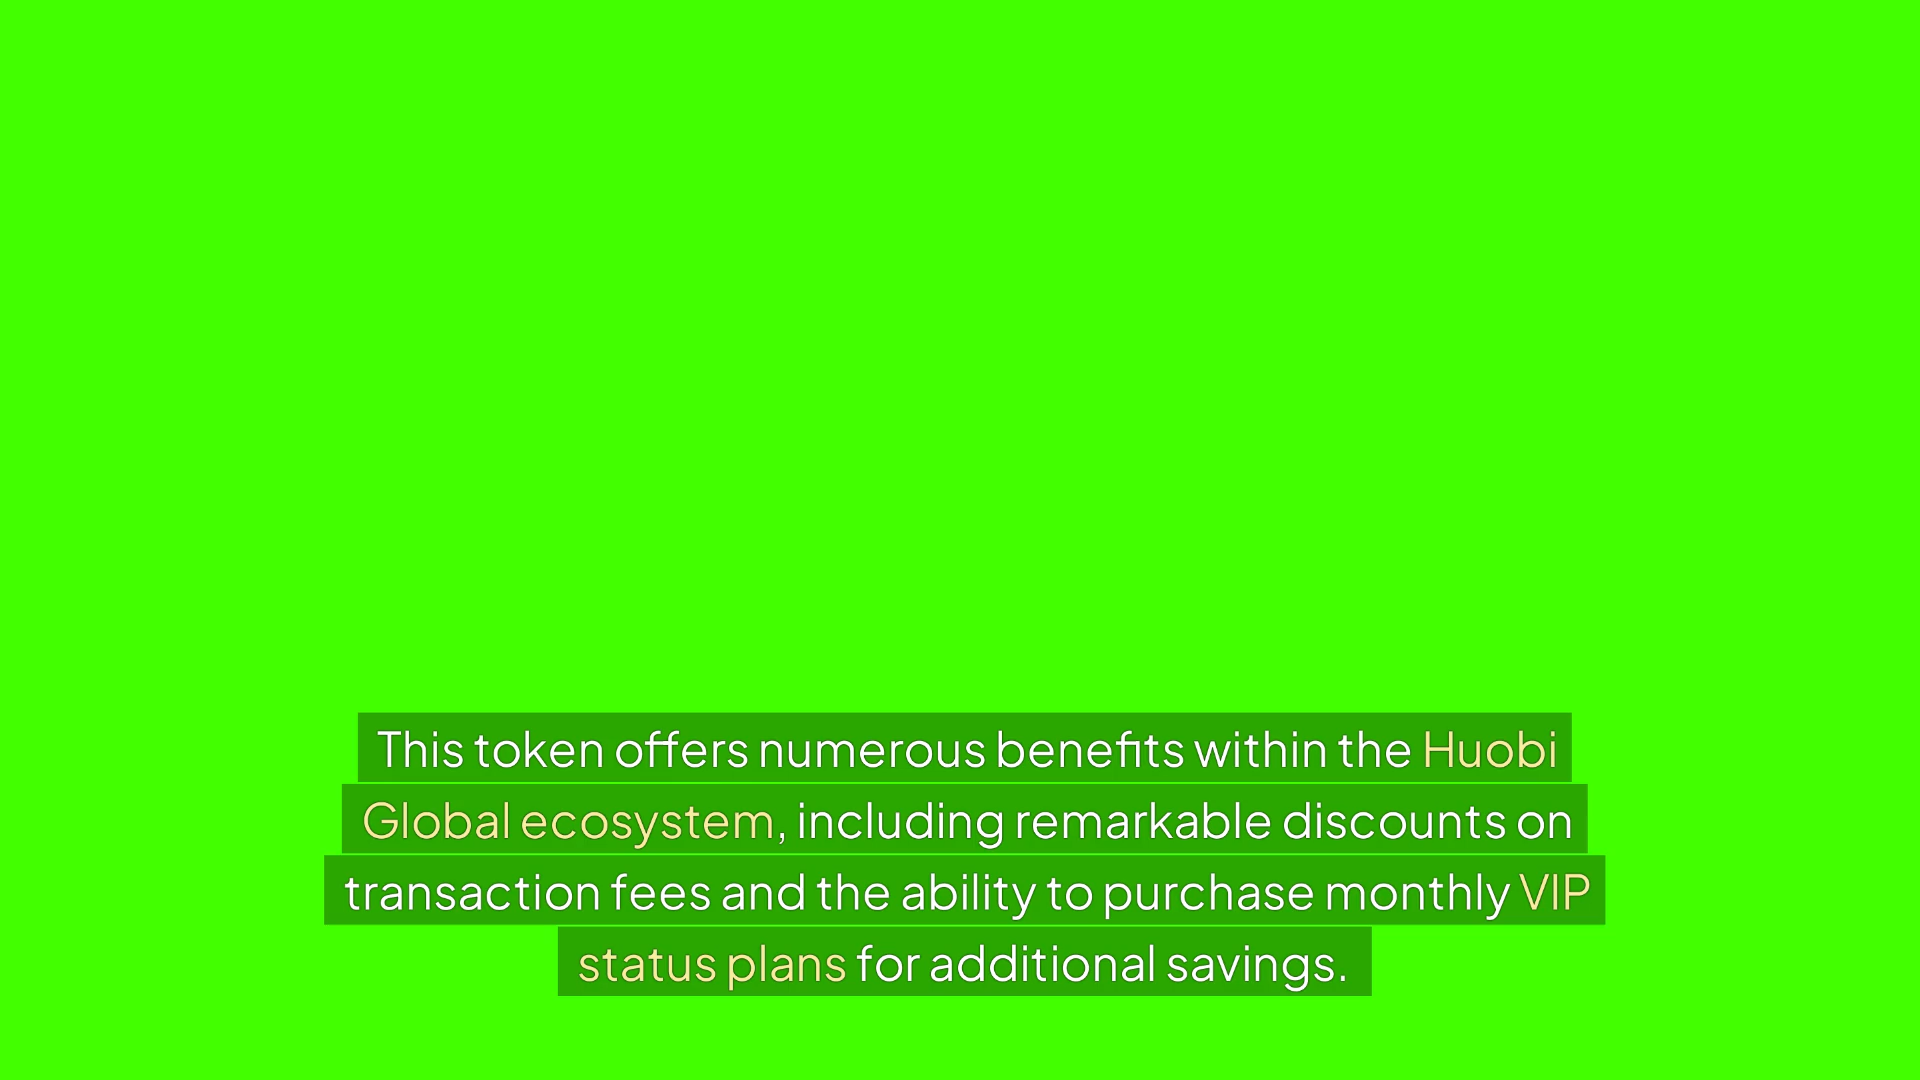 This token offers numerous benefits within the Huobi
Global ecosystem, including remarkable discounts on
transaction fees and the ability to purchase monthly VIP
status plans for additional savings.